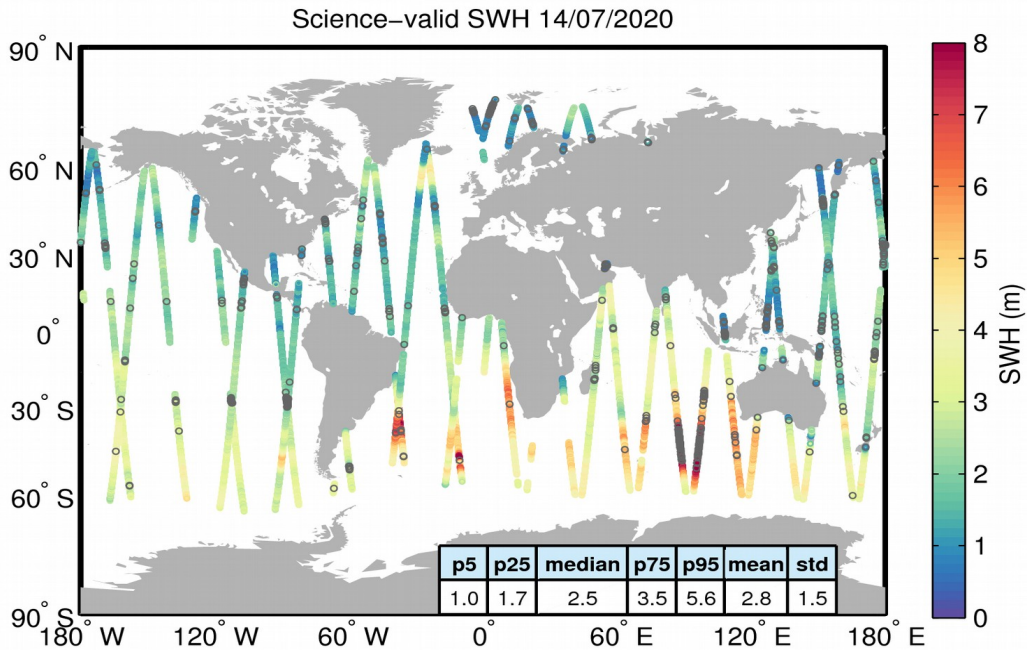 Science−valid SWH 14/07/2020
90° N
60° N
30° N
0°
30° S
60° S
90° S
180° W
120° W
60° W
0°
60° E
120° E
180° E
p5 p25 median p75 p95 mean std
1.0 1.7 2.5 3.5 5.6 2.8 1.5
8
7
6
5
4
3
2
1
0
SWH (m)